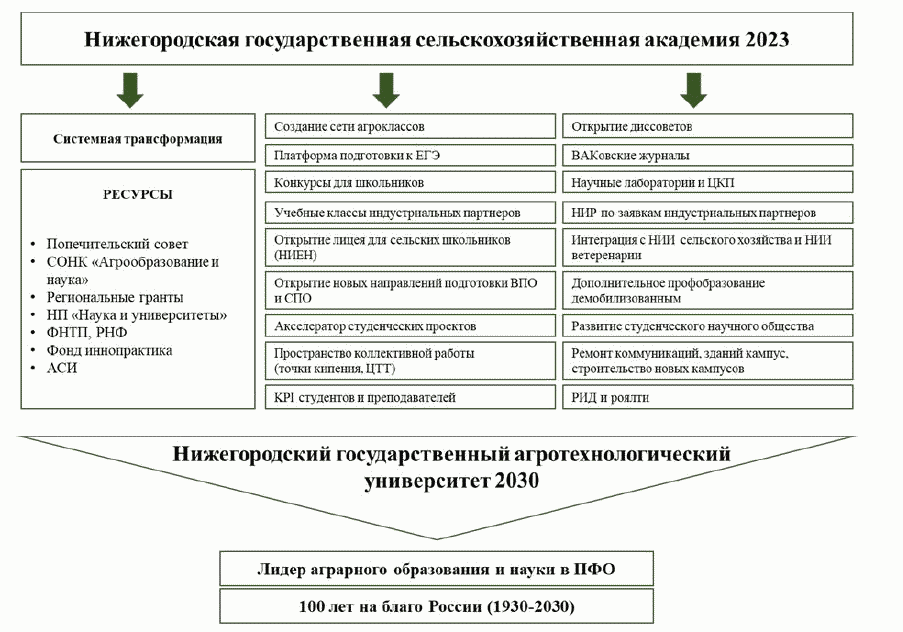 Нижегородская государственная сельскохозяйственная академия 2023
Системная трансформация
РЕСУРСЫ
• Попечительский совет
• СОНК «Агрообразование и
наука»
• Региональные гранты
• НП «Наука и университеты»
• ФНТП, РНФ
• Фонд иннопрактика
• АСИ
Создание сети агроклассов
Платформа подготовки к ЕГЭ
Конкурсы для школьников
Учебные классы индустриальных партнеров
Открытие лицея для сельских школьников
(НИЕН)
Открытие новых направлений подготовки ВПО
и СПО
Акселератор студенческих проектов
Пространство коллективной работы
(точки кипения, ЦТТ)
KPI студентов и преподавателей
Открытие диссоветов
ВАКовские журналы
Научные лаборатории и ЦКП
НИР по заявкам индустриальных партнеров
Интеграция с НИИ сельского хозяйства и НИИ
ветеренарии
Дополнительное профобразование
демобилизованным
Развитие студенческого научного общества
Ремонт коммуникаций, зданий кампус,
строительство новых кампусов
РИД и роялти
Нижегородский государственный агротехнологический
университет 2030
Лидер аграрного образования и науки в ПФО
100 лет на благо России (1930-2030)